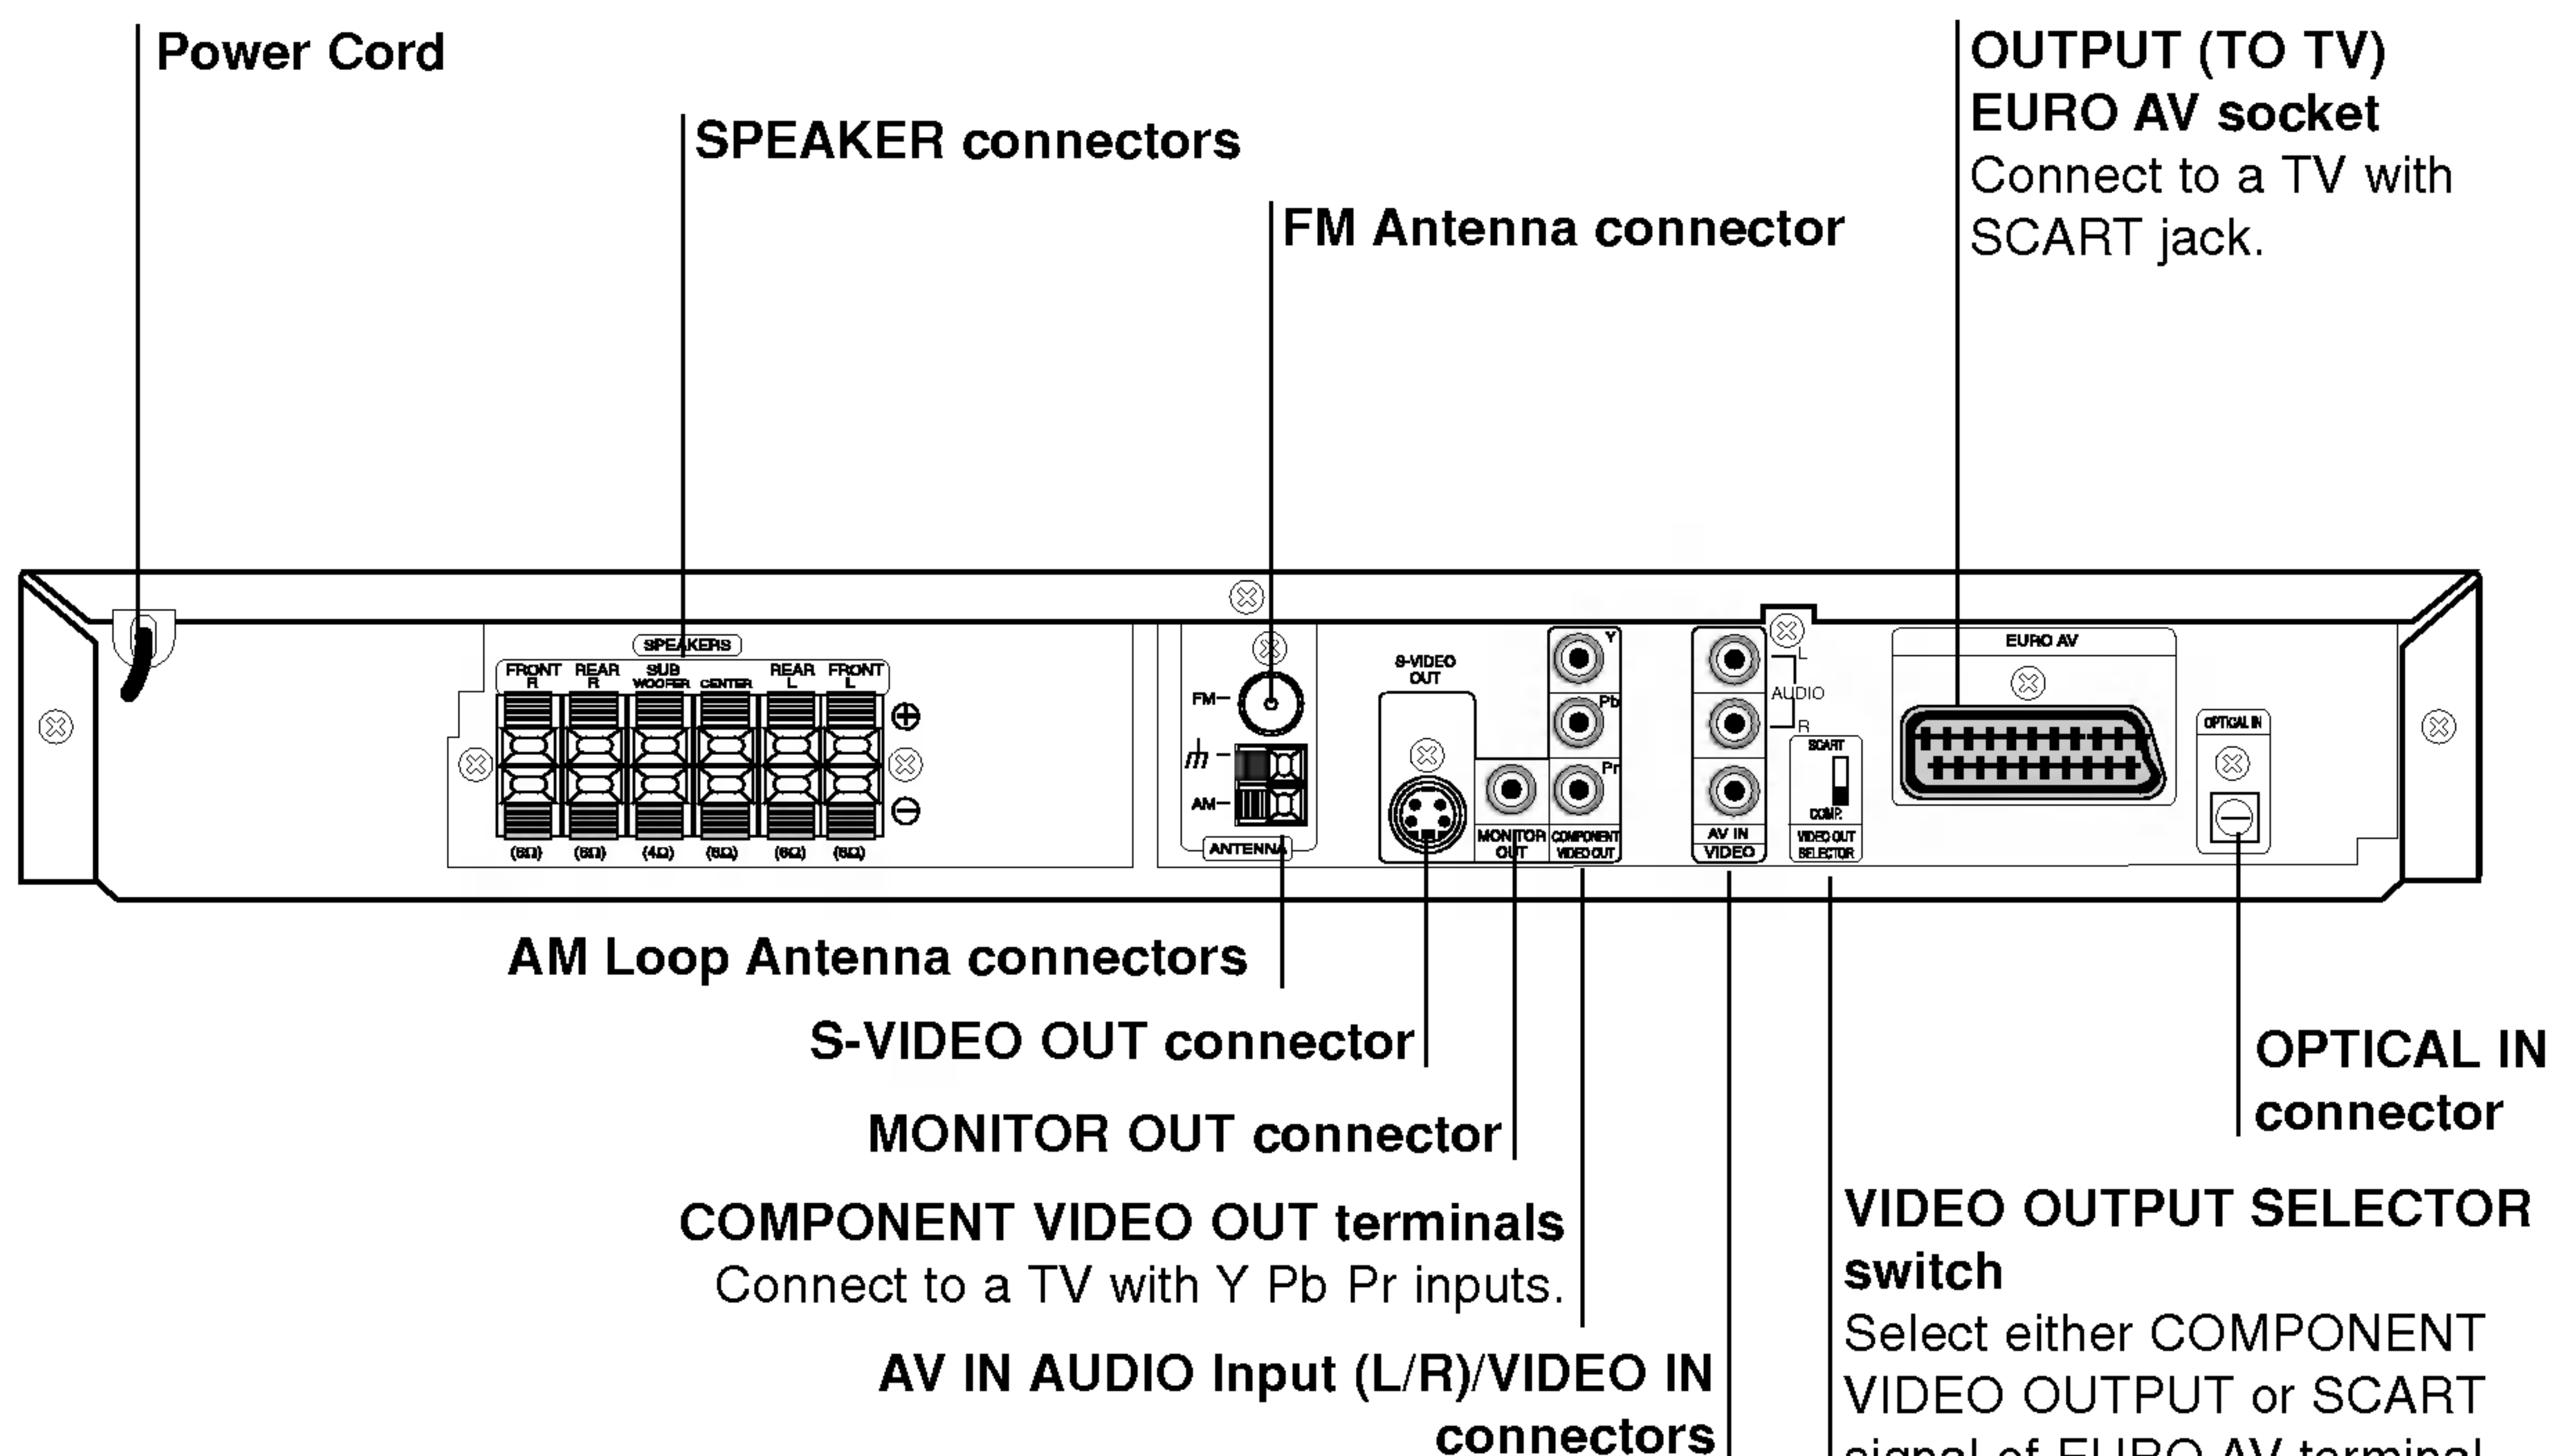 Power Cord
SPEAKER connectors
FM Antenna connector
OUTPUT (TO TV)
EURO AV socket
Connect to a TV with
SCART jack.
SPEAKERS
FRONT R
REAR R
SUB WOOFER
CENTER
REAR L
FRONT L
(4Ω)
FM
AM
ANTENNA
S-VIDEO OUT
MONITOR OUT
Y
Pb
Pr
COMPONENT VIDEO OUT
L
AUDIO
R
AV IN
VIDEO
SCART
COMP.
VIDEO OUT
SELECTOR
EURO AV
OPTICAL IN
AM Loop Antenna connectors
S-VIDEO OUT connector
MONITOR OUT connector
COMPONENT VIDEO OUT terminals
Connect to a TV with Y Pb Pr inputs.
AV IN AUDIO Input (L/R)/VIDEO IN
connectors
OPTICAL IN
connector
VIDEO OUTPUT SELECTOR
switch
Select either COMPONENT
VIDEO OUTPUT or SCART
signal of EURO AV terminal